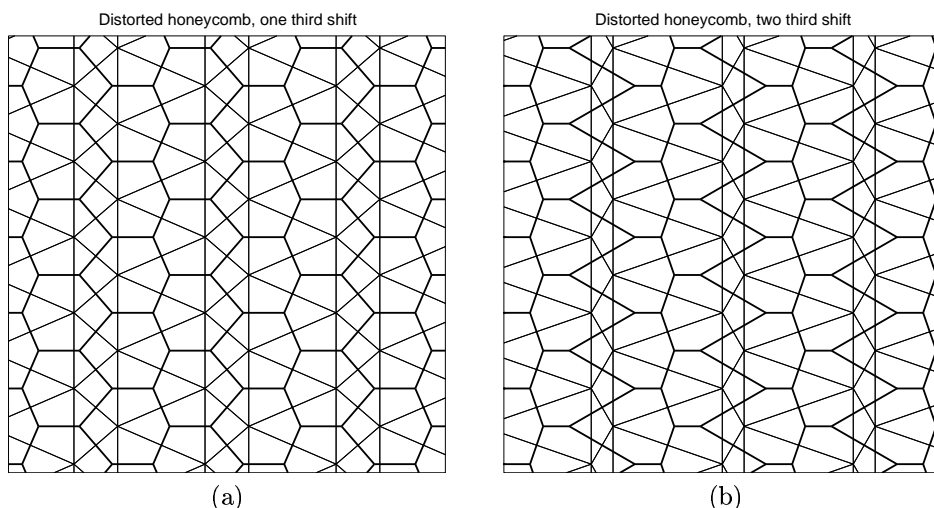 Distorted honeycomb, one third shift
Distorted honeycomb, two third shift
(a)
(b)